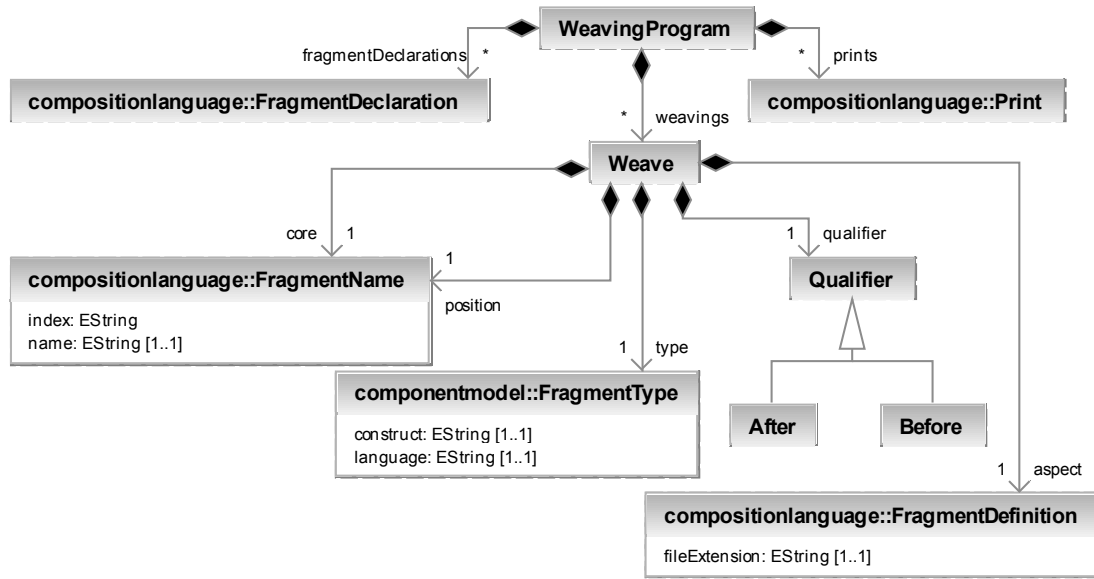 WeavingProgram
fragmentDeclarations
*
*
prints
compositionlanguage::FragmentDeclaration
compositionlanguage::Print
*
weavings
Weave
core
1
1
position
1
qualifier
compositionlanguage::FragmentName
index: EString
name: EString [1..1]
Qualifier
1
type
componentmodel::FragmentType
construct: EString [1..1]
language: EString [1..1]
After
Before
1
aspect
compositionlanguage::FragmentDefinition
fileExtension: EString [1..1]